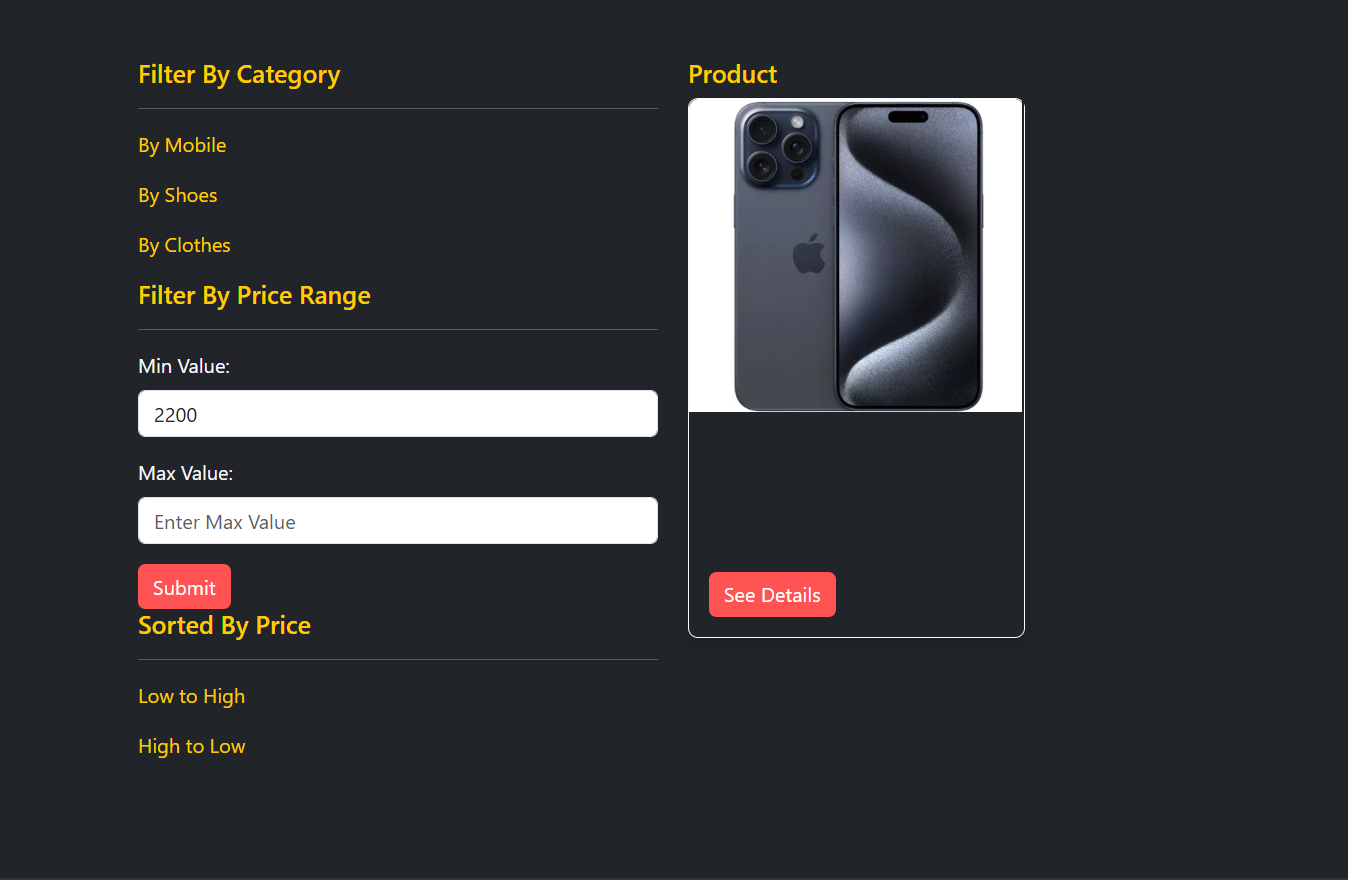 Filter By Category
By Mobile
By Shoes
By Clothes
Filter By Price Range
Min Value:
2200
Max Value:
Enter Max Value
Submit
Sorted By Price
Low to High
High to Low
Product
See Details